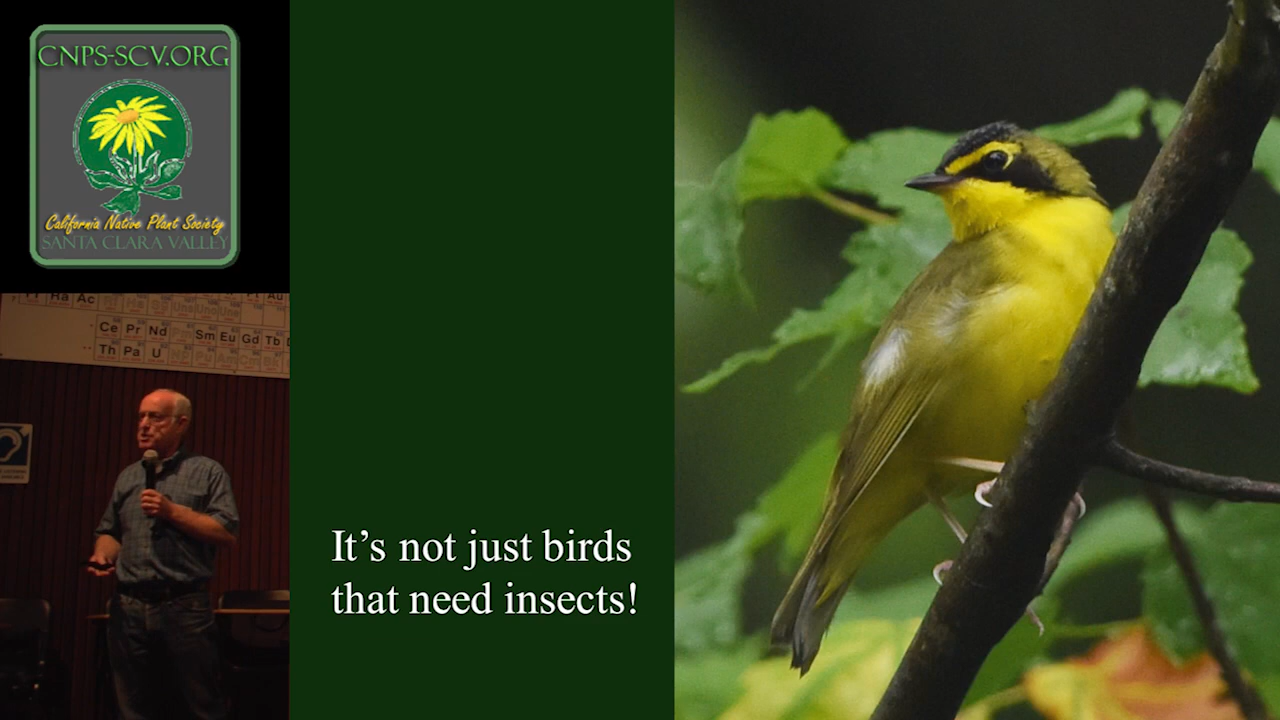 CNPS-SCV.ORG
California Native Plant Society
SANTA CLARA VALLEY
Ra Ac
Ce Pr Nd Sm Eu Gd Tb
Th Pa U
It's not just birds
that need insects!